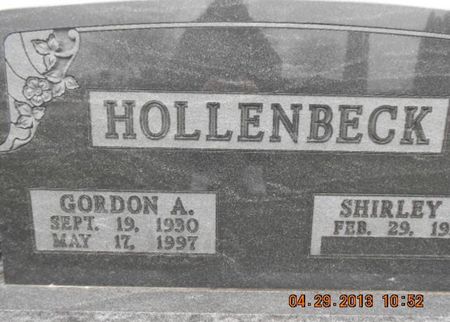 HOLLENBECK
GORDON A.
SEPT. 19, 1930
MAY 17, 1997
SHIRLEY
FEB. 29, 19
04.29.2013 10:52